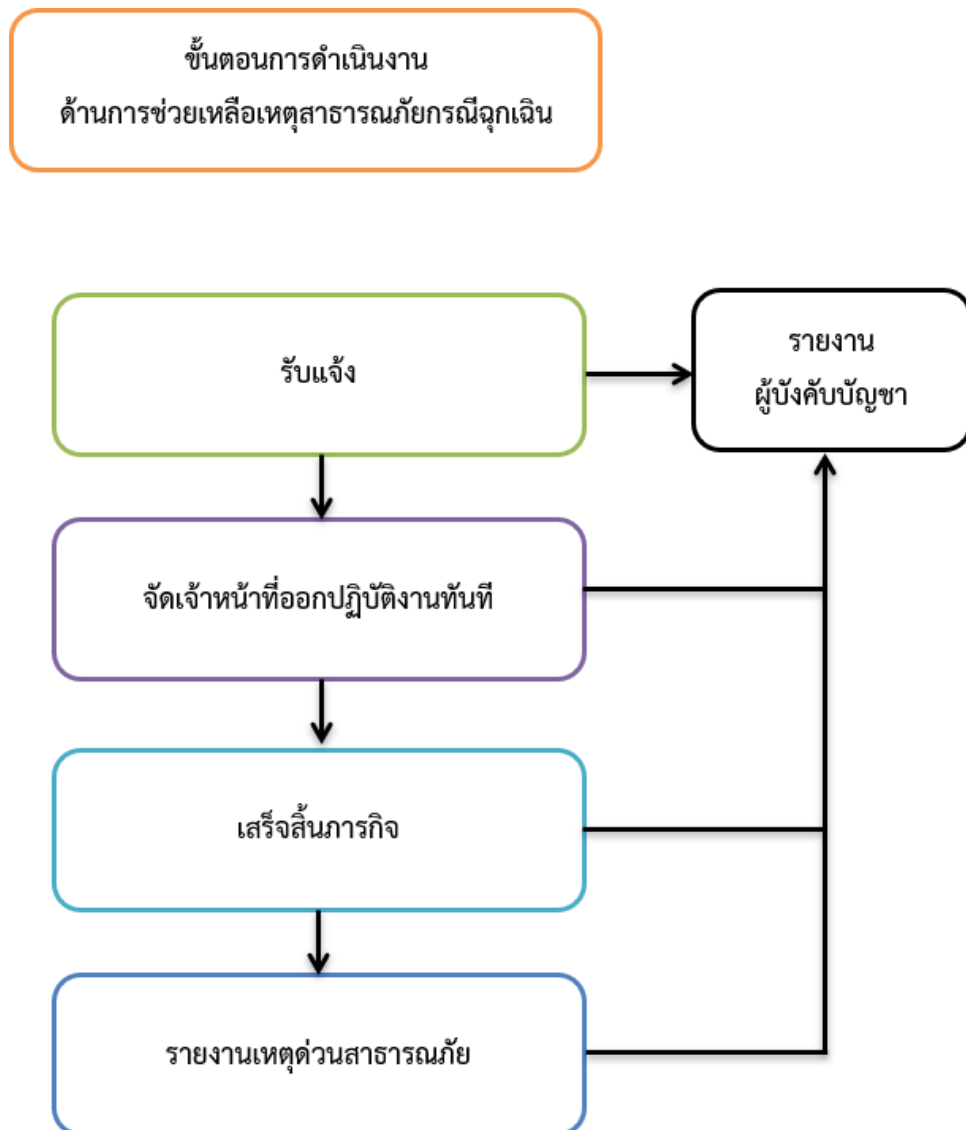 ขั้นตอนการดำเนินงาน
ด้านการช่วยเหลือเหตุสาธารณภัยกรณีฉุกเฉิน
รับแจ้ง
รายงาน
ผู้บังคับบัญชา
จัดเจ้าหน้าที่ออกปฏิบัติงานทันที
เสร็จสิ้นภารกิจ
รายงานเหตุด่วนสาธารณภัย